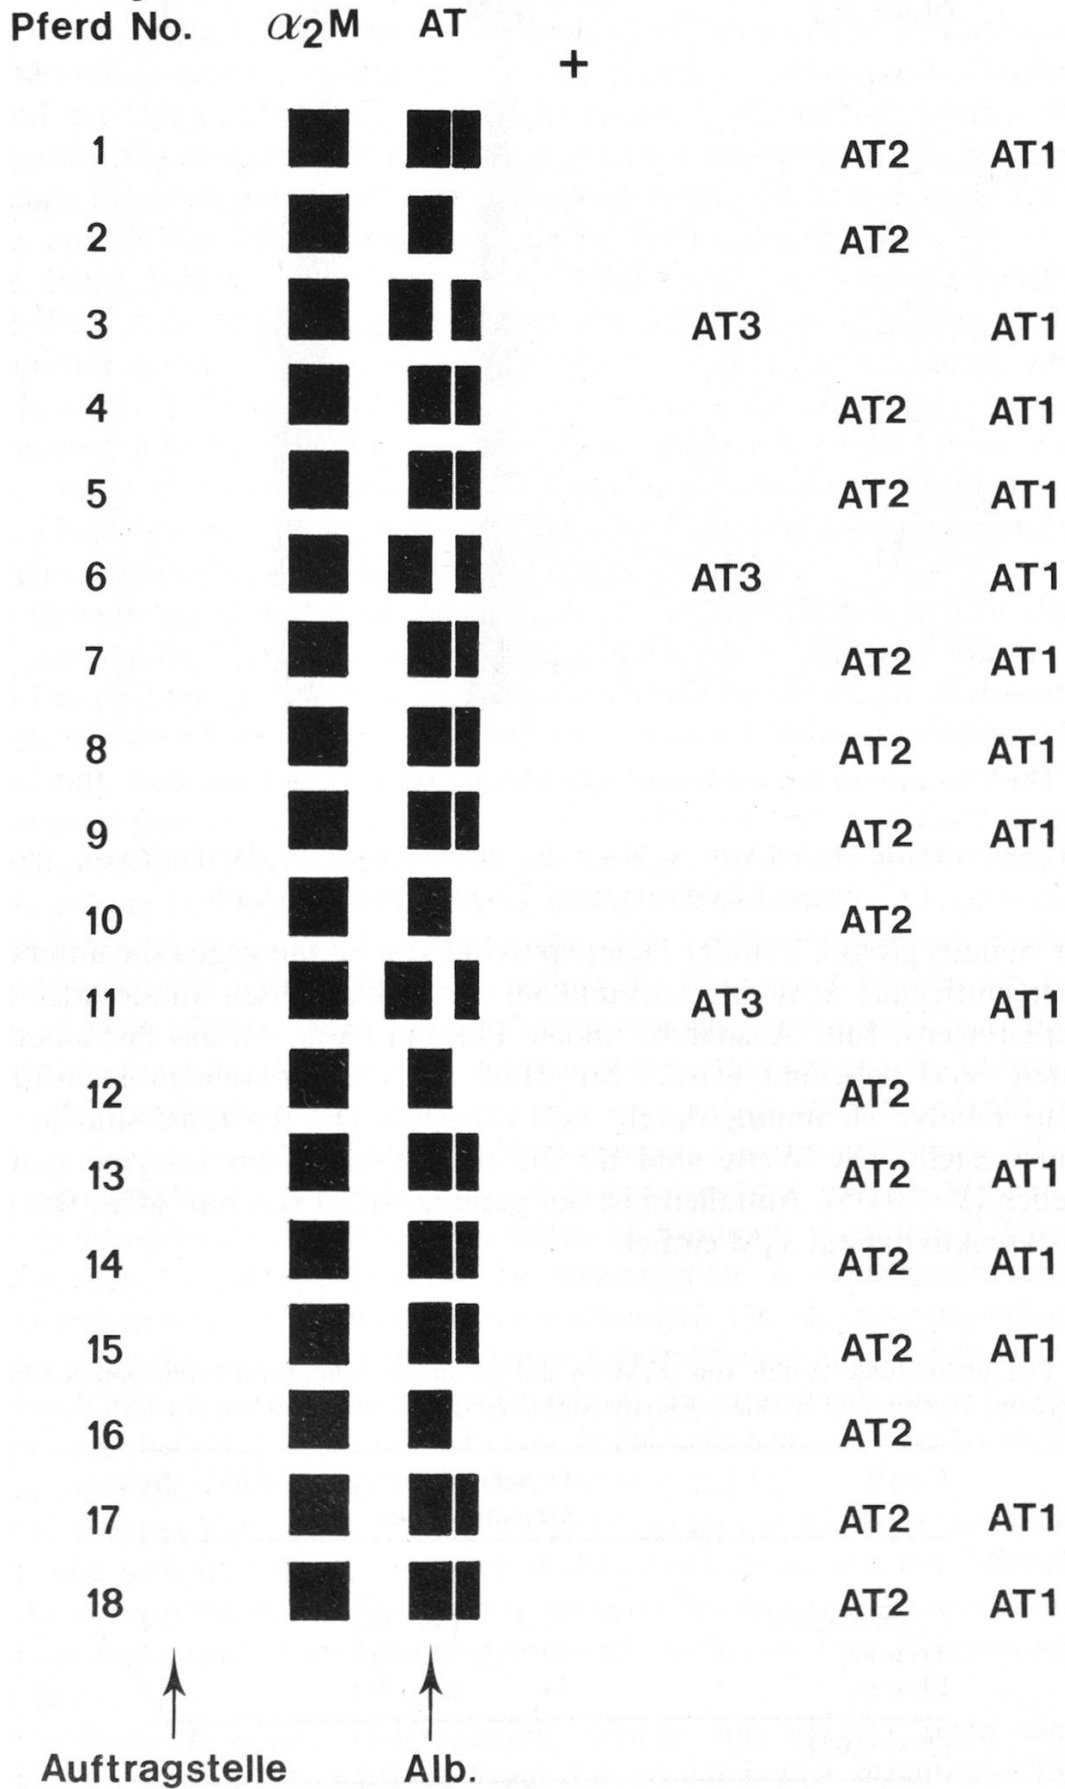 Pferd No. α₂M AT
+
1 AT2 AT1
2 AT2
3 AT3 AT1
4 AT2 AT1
5 AT2 AT1
6 AT3 AT1
7 AT2 AT1
8 AT2 AT1
9 AT2 AT1
10 AT2
11 AT3 AT1
12 AT2
13 AT2 AT1
14 AT2 AT1
15 AT2 AT1
16 AT2
17 AT2 AT1
18 AT2 AT1
Auftragstelle Alb.